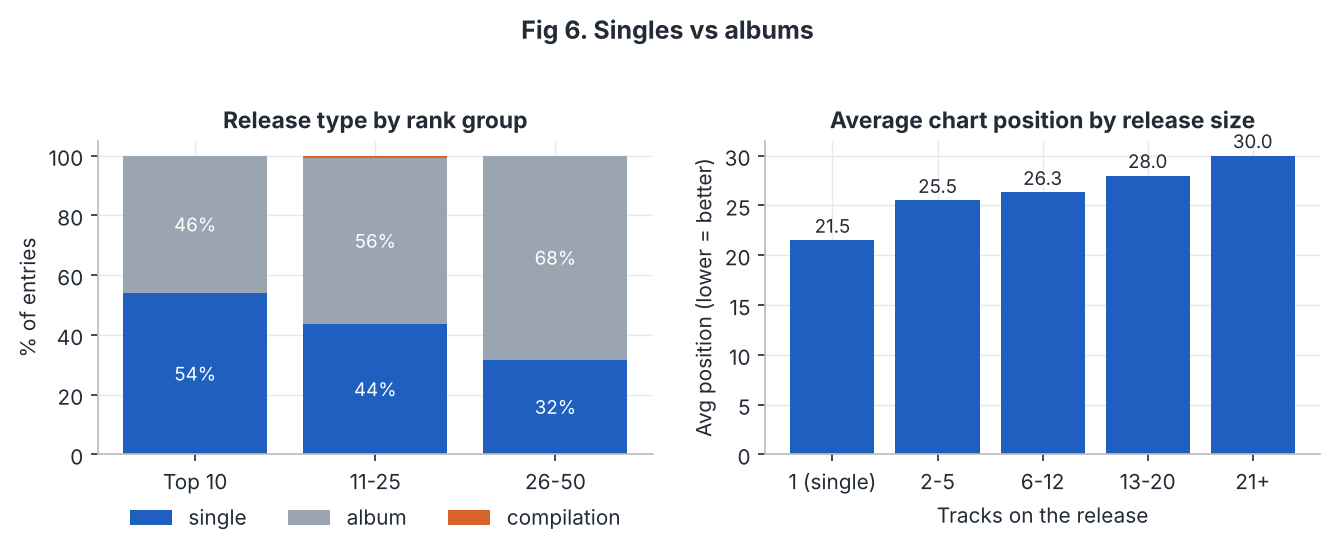 Fig 6. Singles vs albums
Release type by rank group
% of entries
100
80
60
40
20
0
46%
56%
68%
54%
44%
32%
Top 10
11-25
26-50
single
album
compilation
Average chart position by release size
Avg position (lower = better)
30
25
20
15
10
5
0
21.5
25.5
26.3
28.0
30.0
1 (single)
2-5
6-12
13-20
21+
Tracks on the release